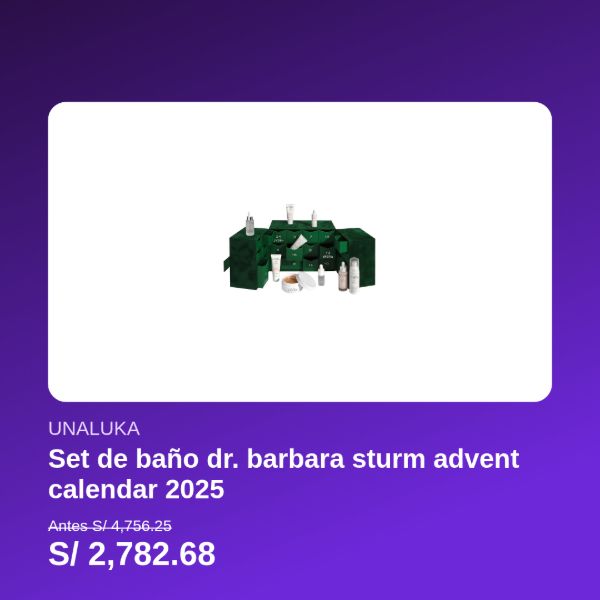 UNALUKA
Set de baño dr. barbara sturm advent
calendar 2025
Antes S/ 4,756.25
S/ 2,782.68